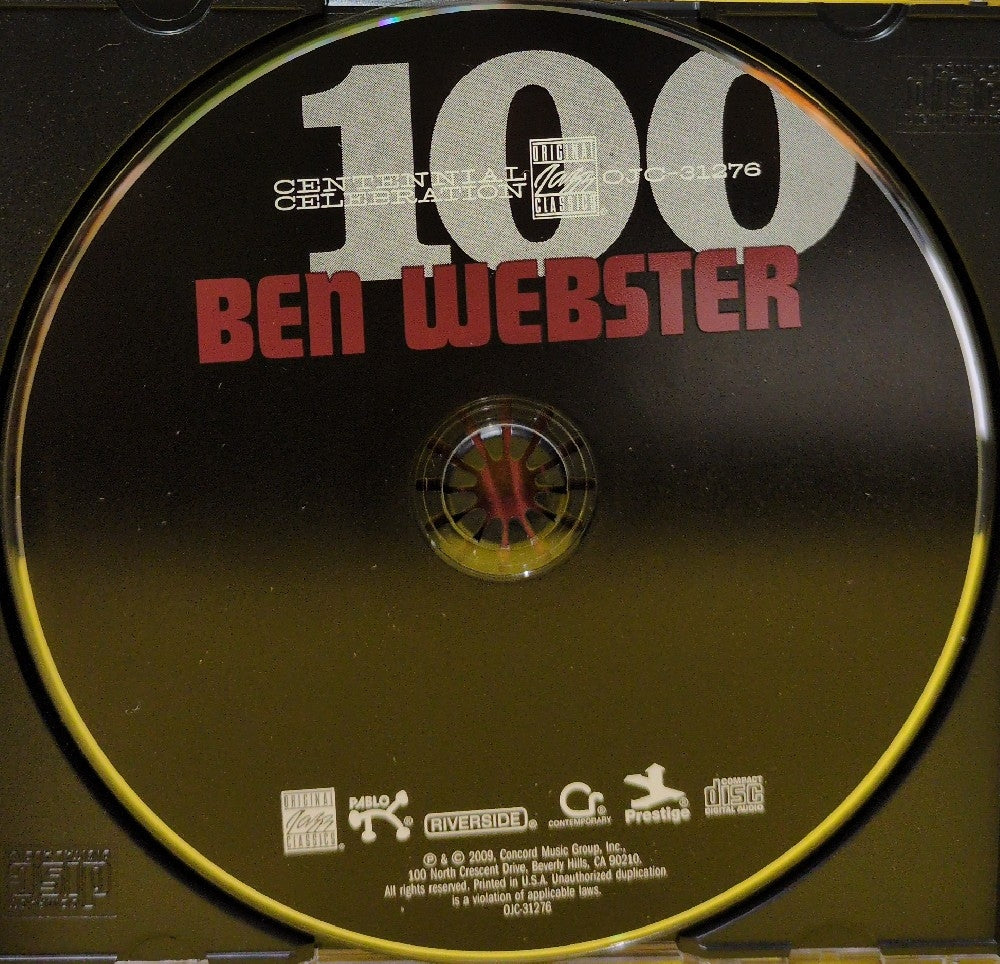 100
CENTENNIAL
CELEBRATION
ORIGINAL
Jazz
CLASSICS®
OJC-31276
BEN WEBSTER
ORIGINAL
Jazz
CLASSICS®
PABLO®
RIVERSIDE®
Cr®
CONTEMPORARY
Prestige®
COMPACT
disc
DIGITAL AUDIO
℗ & © 2009, Concord Music Group, Inc.,
100 North Crescent Drive, Beverly Hills, CA 90210.
All rights reserved. Printed in U.S.A. Unauthorized duplication
is a violation of applicable laws.
OJC-31276